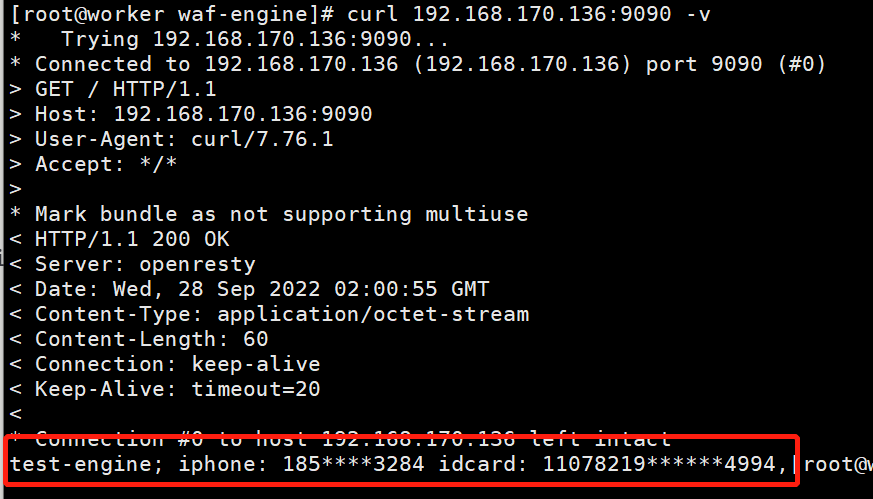 [root@worker waf-engine]# curl 192.168.170.136:9090 -v
*   Trying 192.168.170.136:9090...
* Connected to 192.168.170.136 (192.168.170.136) port 9090 (#0)
> GET / HTTP/1.1
> Host: 192.168.170.136:9090
> User-Agent: curl/7.76.1
> Accept: */*
>
* Mark bundle as not supporting multiuse
< HTTP/1.1 200 OK
< Server: openresty
< Date: Wed, 28 Sep 2022 02:00:55 GMT
< Content-Type: application/octet-stream
< Content-Length: 60
< Connection: keep-alive
< Keep-Alive: timeout=20
<
* Connection #0 to host 192.168.170.136 left intact
test-engine; iphone: 185****3284 idcard: 11078219******4994,[root@w